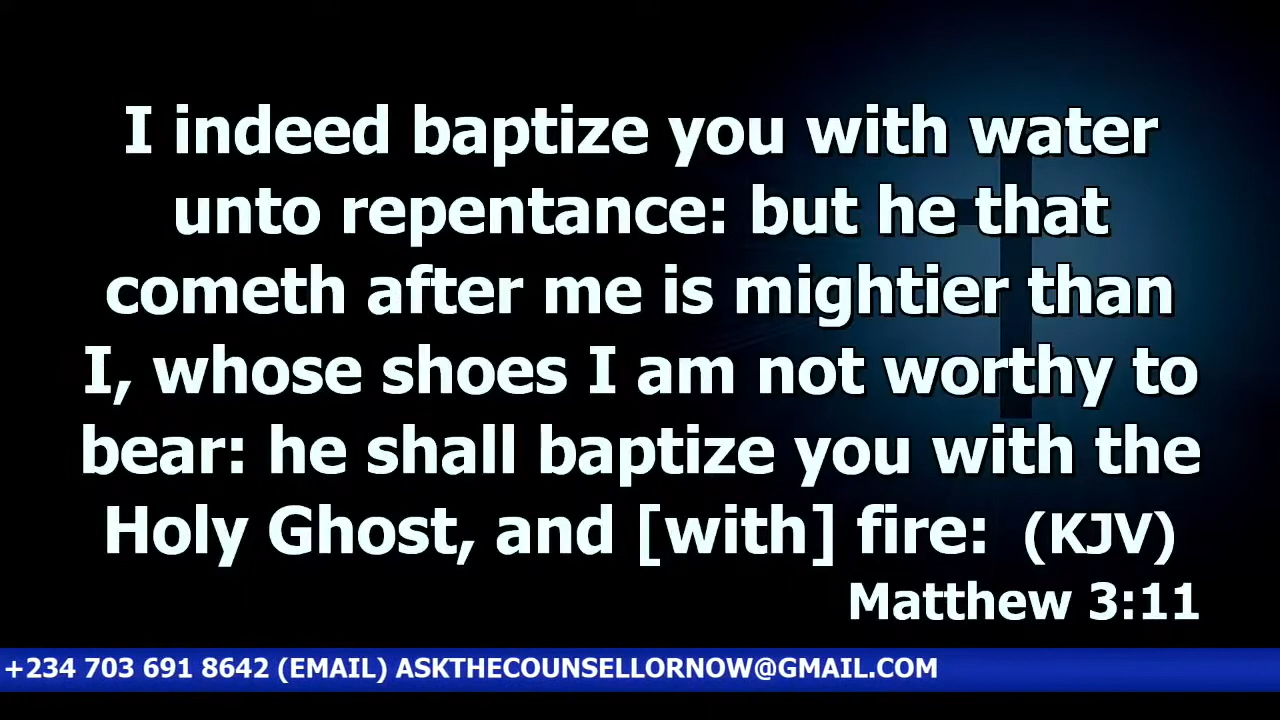 I indeed baptize you with water
unto repentance: but he that
cometh after me is mightier than
I, whose shoes I am not worthy to
bear: he shall baptize you with the
Holy Ghost, and [with] fire: (KJV)
Matthew 3:11
+234 703 691 8642 (EMAIL) ASKTHECOUNSELLORNOW@GMAIL.COM